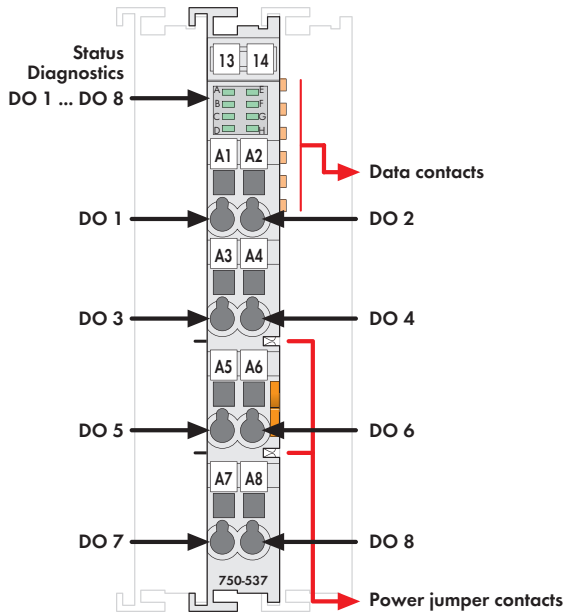 13 14
Status
Diagnostics
DO 1 ... DO 8
A E
B F
C G
D H
A1 A2
Data contacts
DO 1 DO 2
A3 A4
DO 3 DO 4
A5 A6
DO 5 DO 6
A7 A8
DO 7 DO 8
750-537
Power jumper contacts